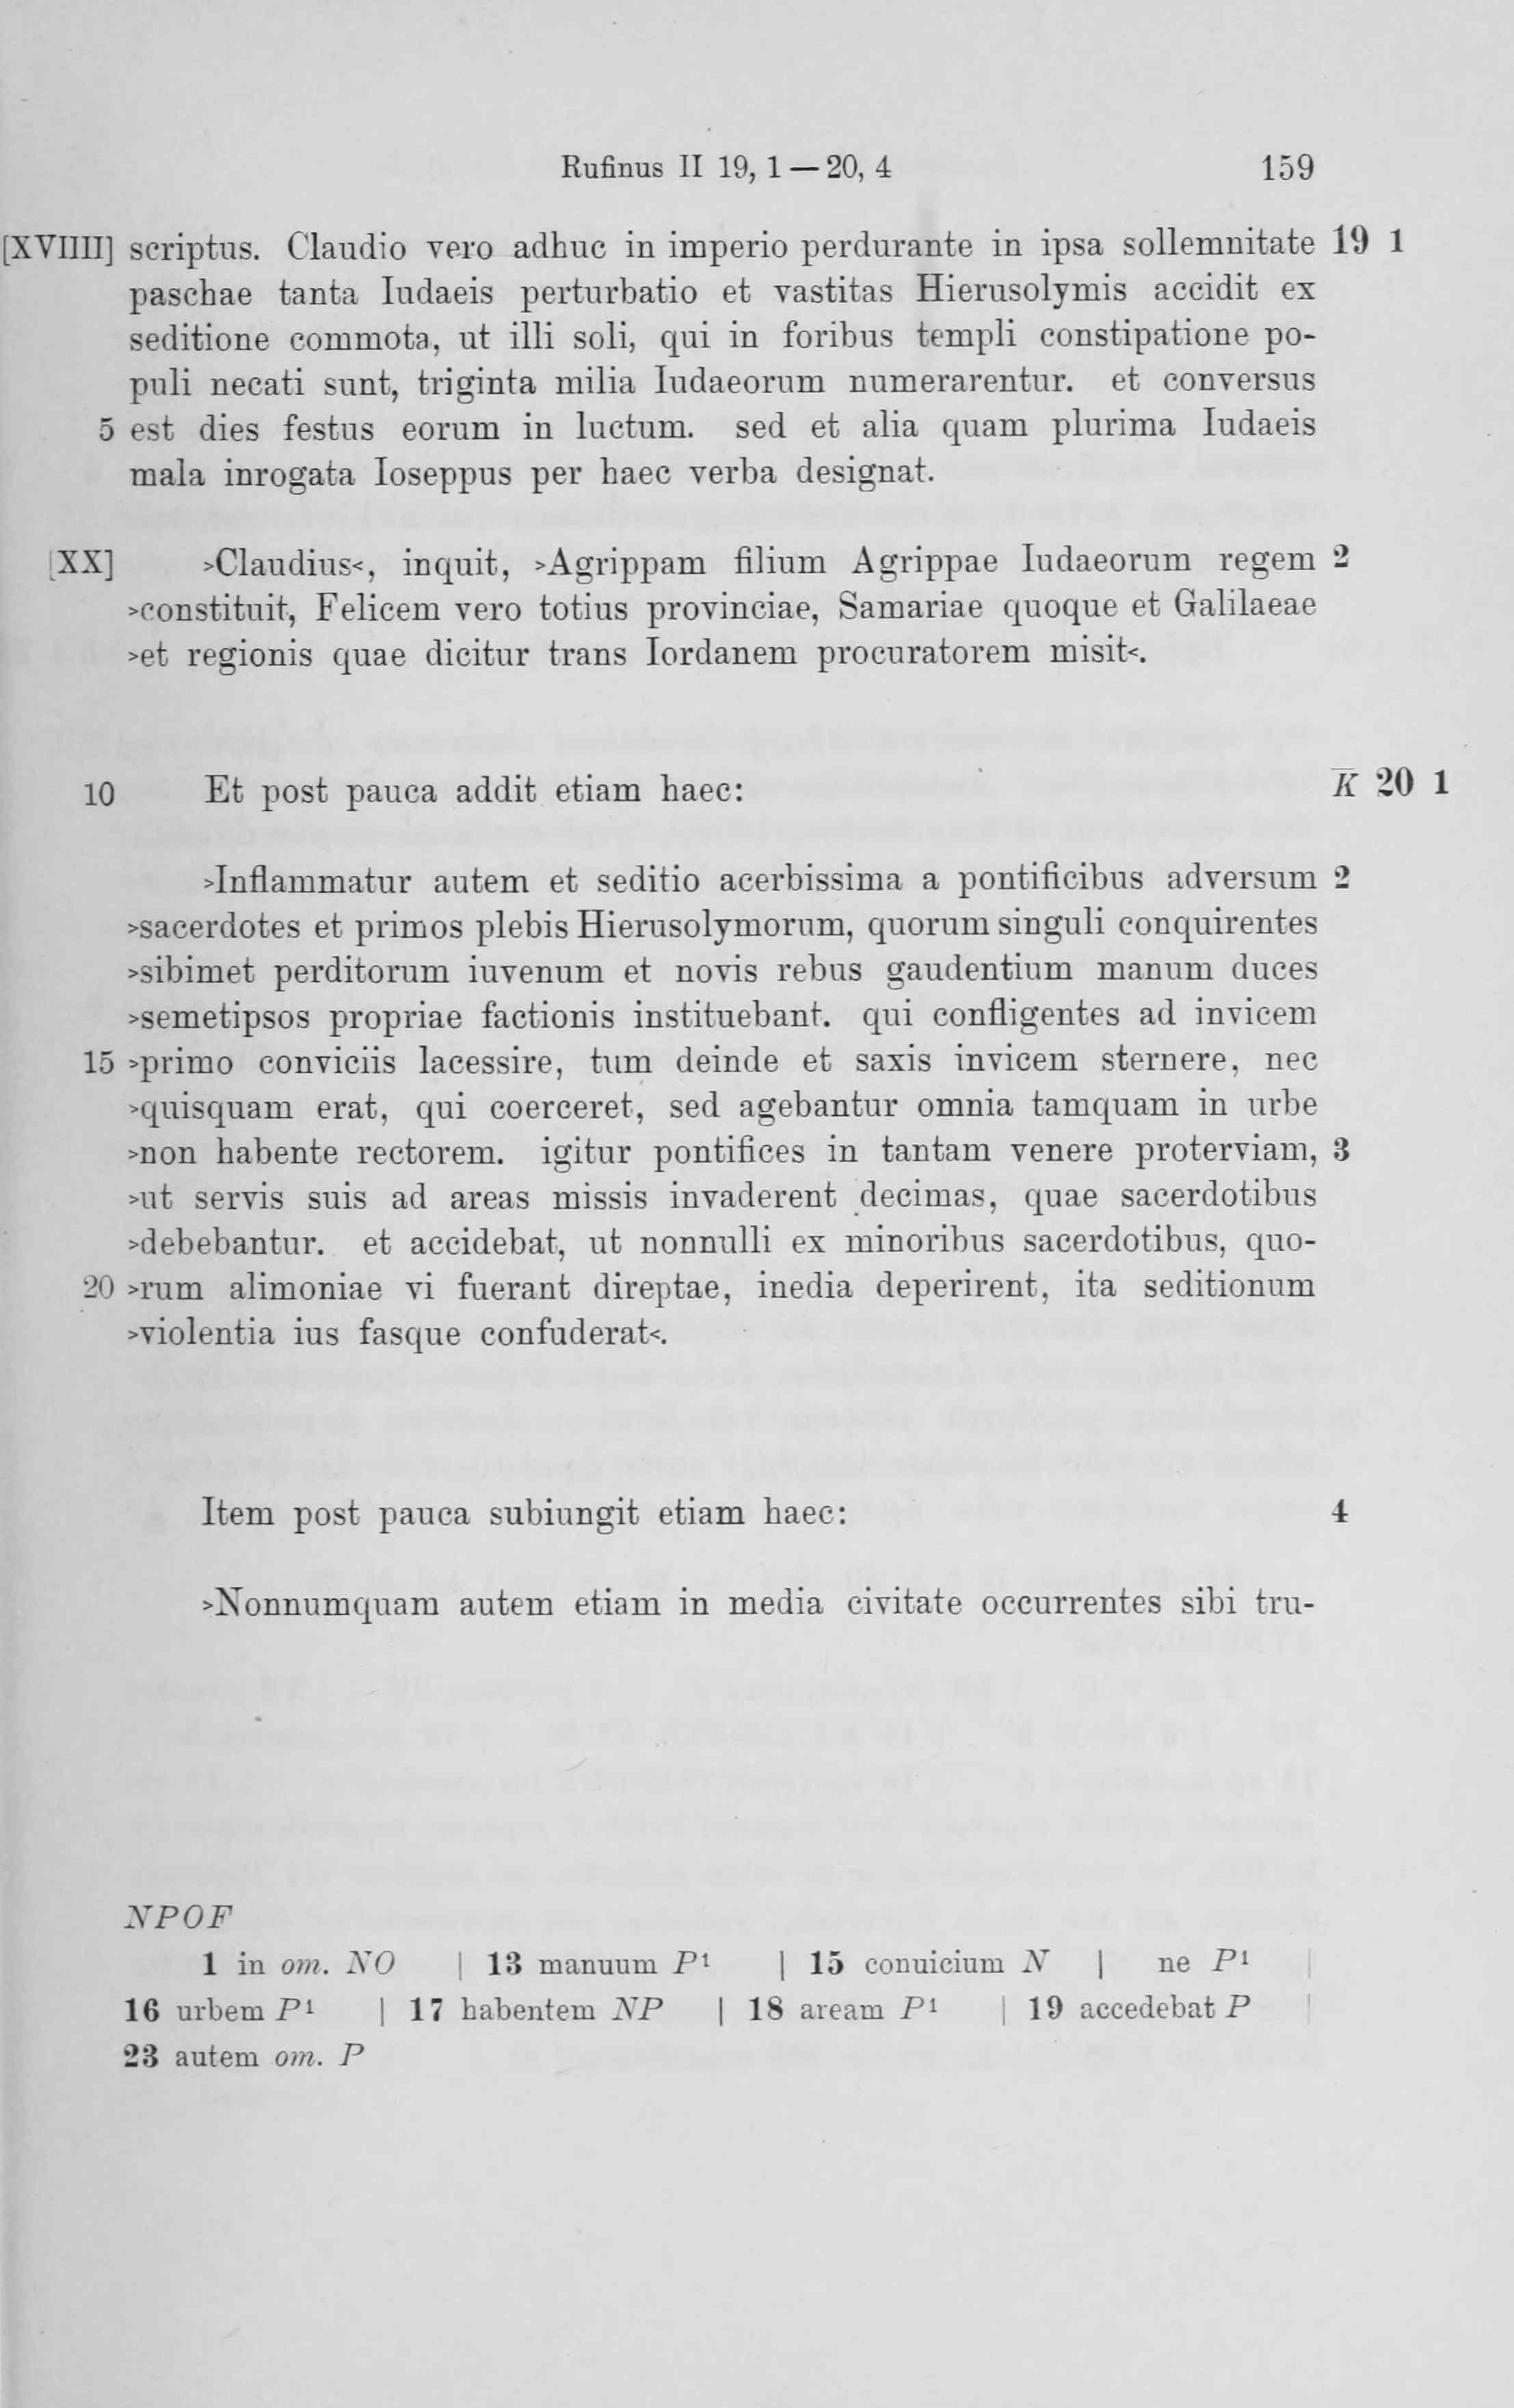 Rufinus II 19, 1 — 20, 4 159
[XVIIII] scriptus. Claudio vero adhuc in imperio perdurante in ipsa sollemnitate 19 1
paschae tanta Iudaeis perturbatio et vastitas Hierusolymis accidit ex
seditione commota, ut illi soli, qui in foribus templi constipatione po-
puli necati sunt, triginta milia Iudaeorum numerarentur. et conversus
5 est dies festus eorum in luctum. sed et alia quam plurima Iudaeis
mala inrogata Ioseppus per haec verba designat.
[XX] >Claudius<, inquit, >Agrippam filium Agrippae Iudaeorum regem 2
>constituit, Felicem vero totius provinciae, Samariae quoque et Galilaeae
>et regionis quae dicitur trans Iordanem procuratorem misit<.
10 Et post pauca addit etiam haec: K̅ 20 1
>Inflammatur autem et seditio acerbissima a pontificibus adversum 2
>sacerdotes et primos plebis Hierusolymorum, quorum singuli conquirentes
>sibimet perditorum iuvenum et novis rebus gaudentium manum duces
>semetipsos propriae factionis instituebant. qui confligentes ad invicem
15 >primo conviciis lacessire, tum deinde et saxis invicem sternere, nec
>quisquam erat, qui coerceret, sed agebantur omnia tamquam in urbe
>non habente rectorem. igitur pontifices in tantam venere proterviam, 3
>ut servis suis ad areas missis invaderent decimas, quae sacerdotibus
>debebantur. et accidebat, ut nonnulli ex minoribus sacerdotibus, quo-
20 >rum alimoniae vi fuerant direptae, inedia deperirent, ita seditionum
>violentia ius fasque confuderat<.
Item post pauca subiungit etiam haec: 4
>Nonnumquam autem etiam in media civitate occurrentes sibi tru-
NPOF
1 in om. NO | 13 manuum P¹ | 15 conuicium N | ne P¹ |
16 urbem P¹ | 17 habentem NP | 18 aream P¹ | 19 accedebat P |
23 autem om. P